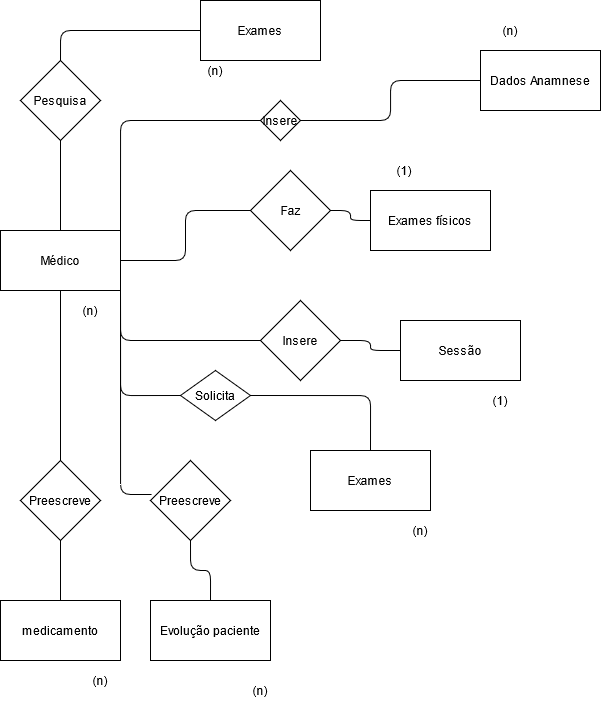 Exames
(n)
(n)
Dados Anamnese
Pesquisa
Insere
(1)
Faz
Exames físicos
Médico
(n)
Insere
Sessão
(1)
Solicita
Exames
(n)
Preescreve
Preescreve
medicamento
Evolução paciente
(n)
(n)